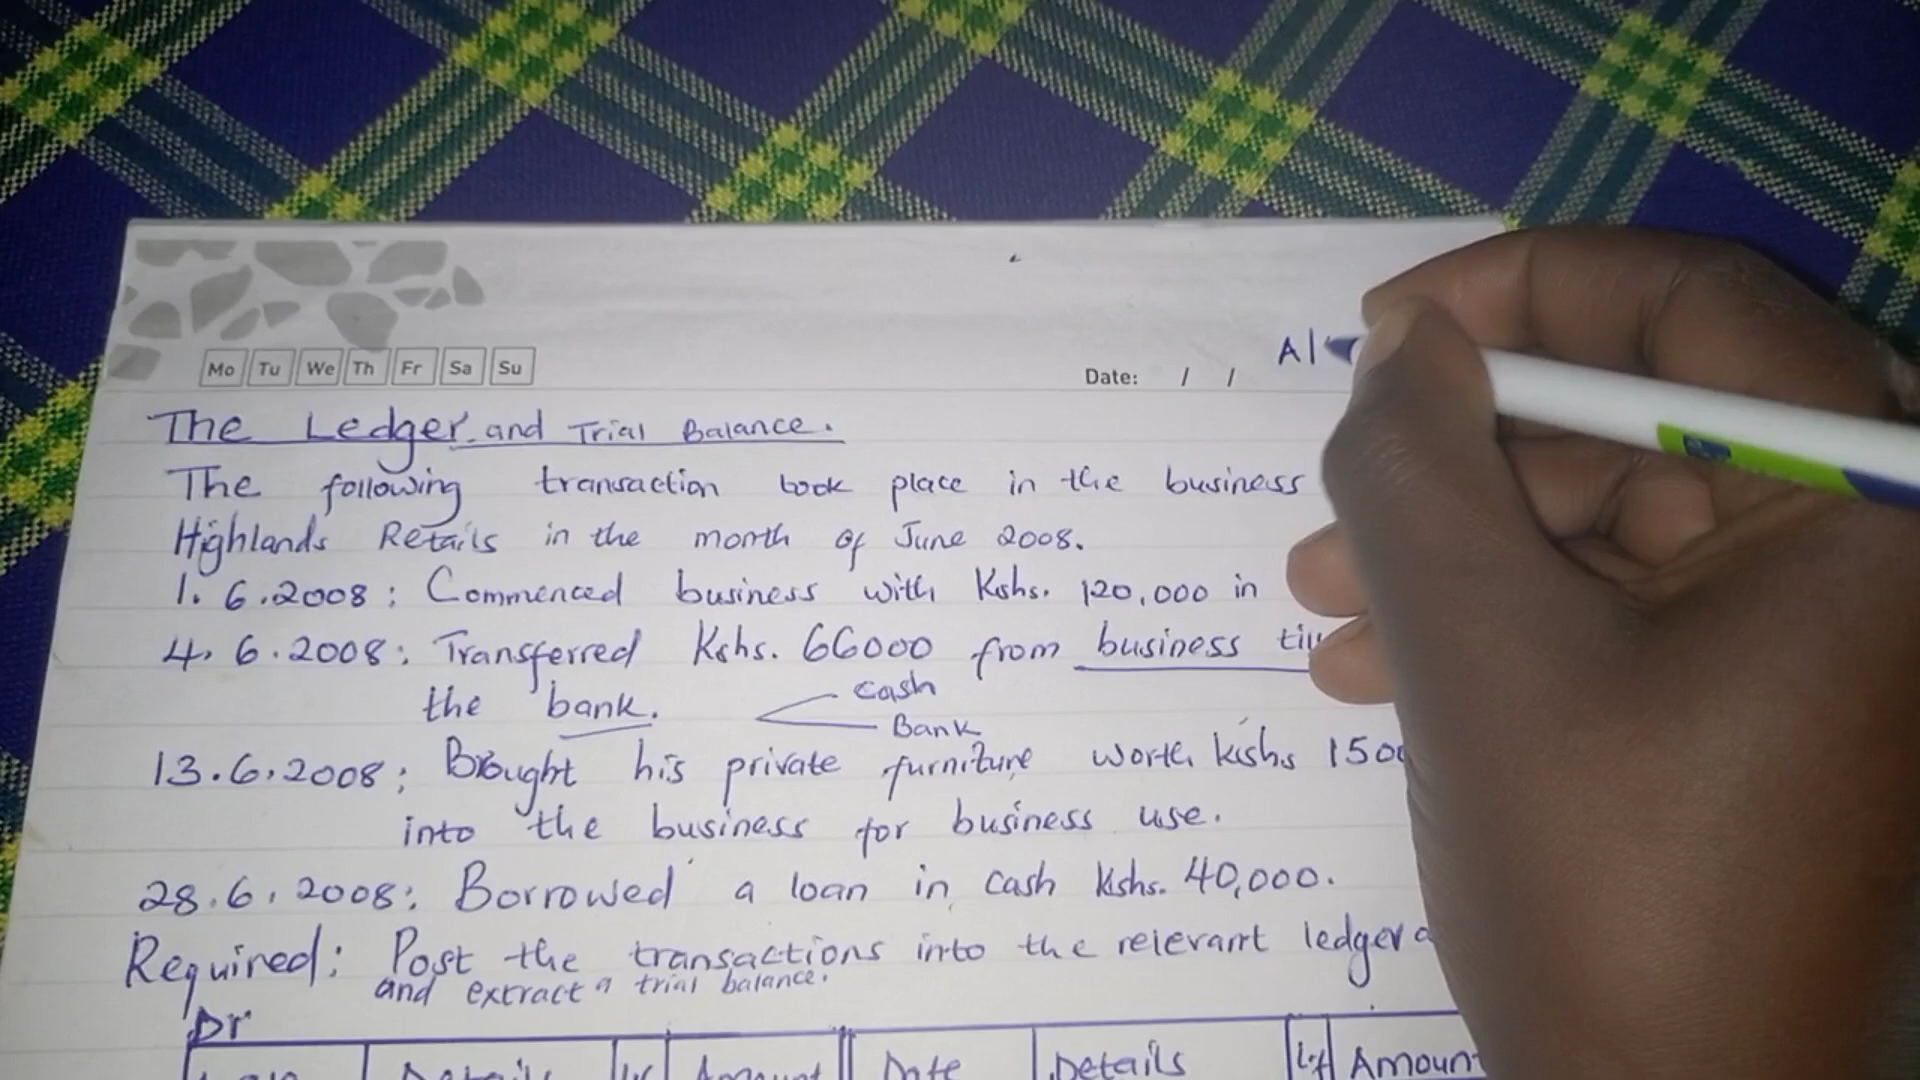 Mo Tu We Th Fr Sa Su
Date: / /
The Ledger and Trial Balance.
The following transaction took place in the business
Highlands Retails in the month of June 2008.
1. 6.2008: Commenced business with Kshs. 120,000 in
4. 6.2008: Transferred Kshs. 66000 from business
the bank.
Cash
Bank
13.6.2008: Brought his private furniture worth kshs
into the business for business use.
28.6.2008: Borrowed a loan in cash Kshs. 40,000.
Required: Post the transactions into the relevant ledger
and extract a trial balance.
Dr
Details Amount Date Details L.f Amount